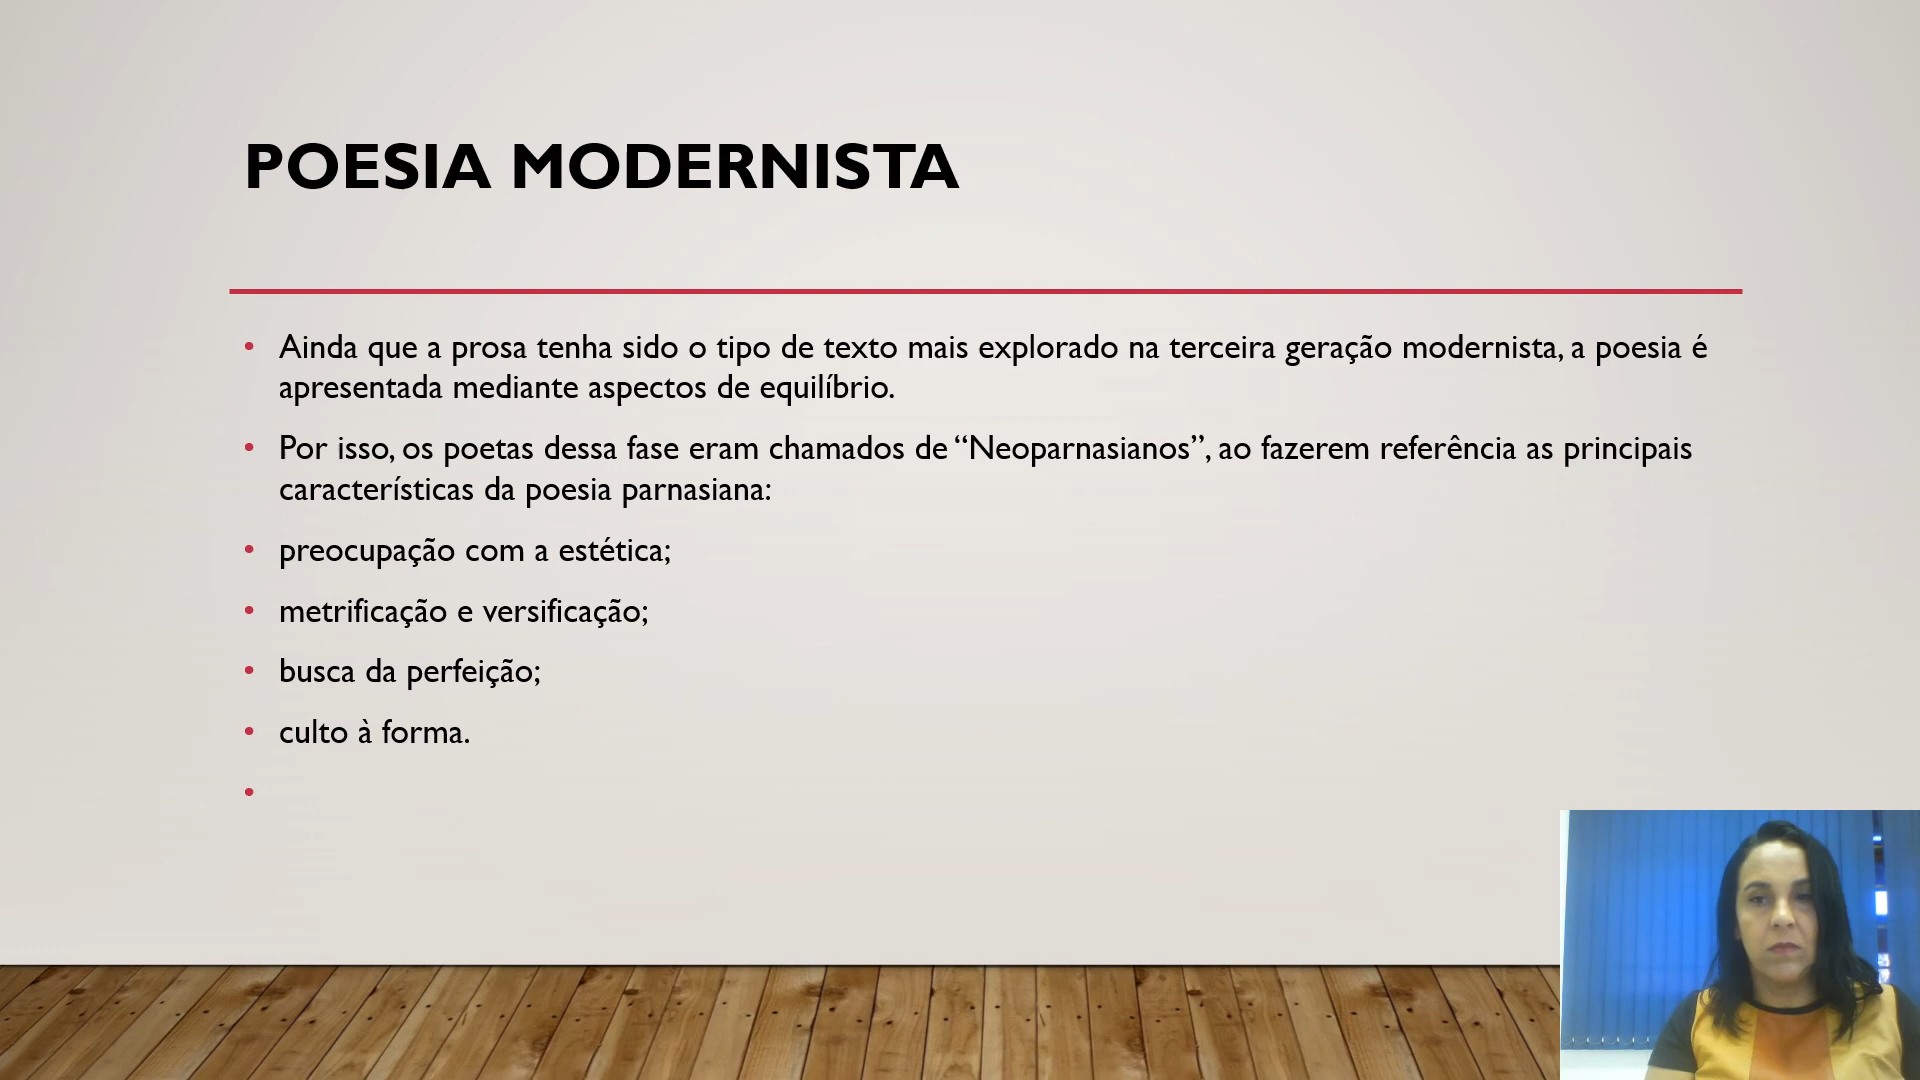 POESIA MODERNISTA
• Ainda que a prosa tenha sido o tipo de texto mais explorado na terceira geração modernista, a poesia é
apresentada mediante aspectos de equilíbrio.
• Por isso, os poetas dessa fase eram chamados de “Neoparnasianos”, ao fazerem referência as principais
características da poesia parnasiana:
• preocupação com a estética;
• metrificação e versificação;
• busca da perfeição;
• culto à forma.
•